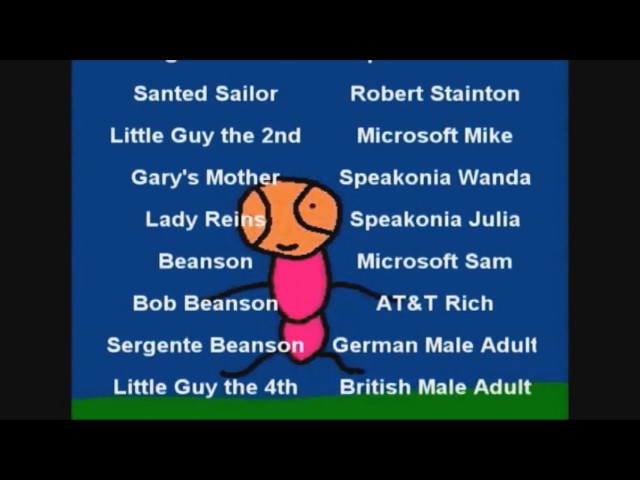 Santed Sailor Robert Stainton
Little Guy the 2nd Microsoft Mike
Gary's Mother Speakonia Wanda
Lady Reins Speakonia Julia
Beanson Microsoft Sam
Bob Beanson AT&T Rich
Sergente Beanson German Male Adult
Little Guy the 4th British Male Adult